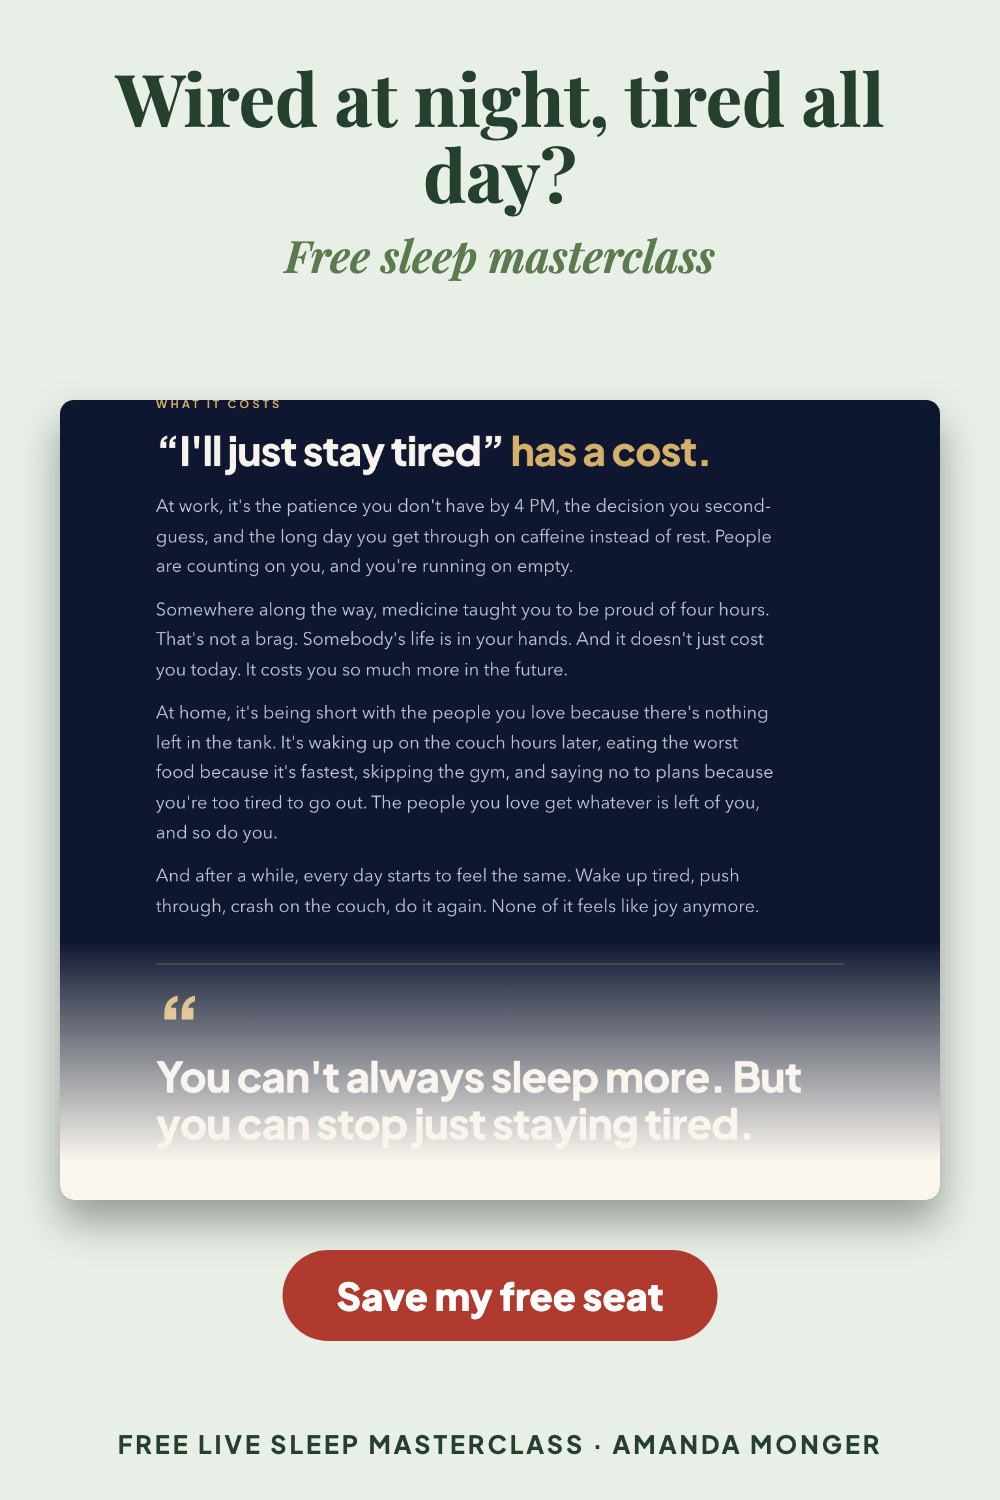 Wired at night, tired all
day?
Free sleep masterclass
WHAT IT COSTS
“I'll just stay tired” has a cost.
At work, it's the patience you don't have by 4 PM, the decision you second-
guess, and the long day you get through on caffeine instead of rest. People
are counting on you, and you're running on empty.
Somewhere along the way, medicine taught you to be proud of four hours.
That's not a brag. Somebody's life is in your hands. And it doesn't just cost
you today. It costs you so much more in the future.
At home, it's being short with the people you love because there's nothing
left in the tank. It's waking up on the couch hours later, eating the worst
food because it's fastest, skipping the gym, and saying no to plans because
you're too tired to go out. The people you love get whatever is left of you,
and so do you.
And after a while, every day starts to feel the same. Wake up tired, push
through, crash on the couch, do it again. None of it feels like joy anymore.
“
You can't always sleep more. But
you can stop just staying tired.
Save my free seat
FREE LIVE SLEEP MASTERCLASS · AMANDA MONGER